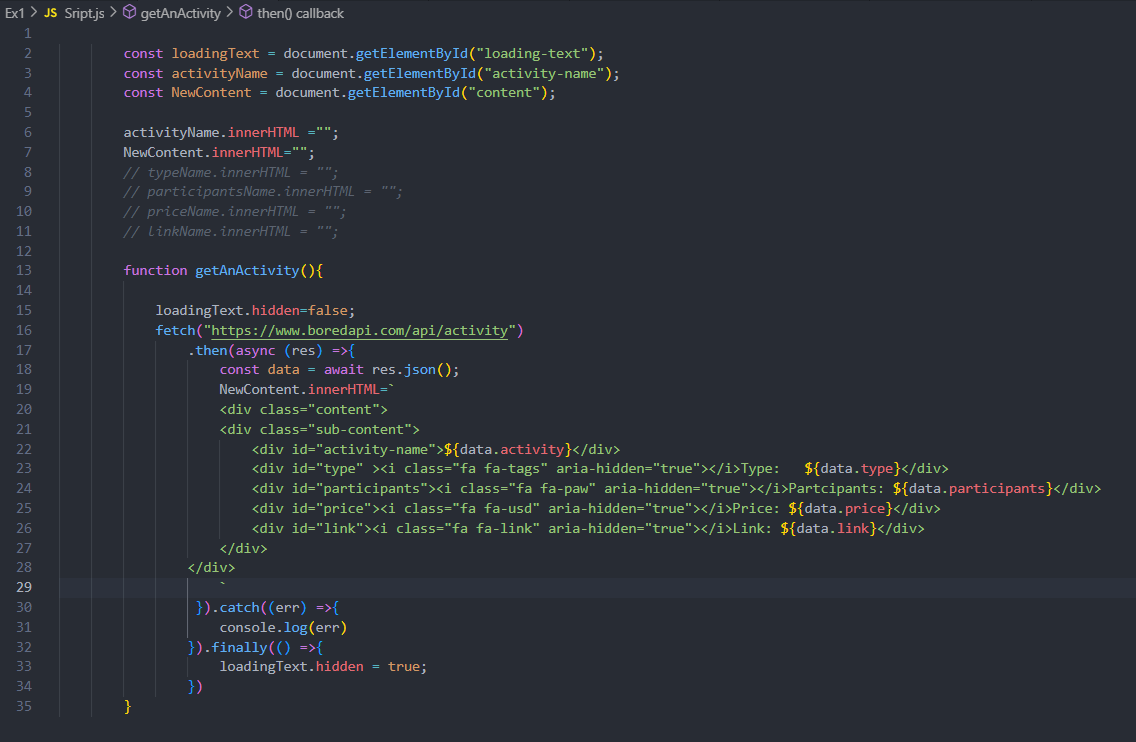 Ex1 > JS Sript.js > getAnActivity > then() callback
1
2 const loadingText = document.getElementById("loading-text");
3 const activityName = document.getElementById("activity-name");
4 const NewContent = document.getElementById("content");
5
6 activityName.innerHTML ="";
7 NewContent.innerHTML="";
8 // typeName.innerHTML = "";
9 // participantsName.innerHTML = "";
10 // priceName.innerHTML = "";
11 // linkName.innerHTML = "";
12
13 function getAnActivity(){
14
15 loadingText.hidden=false;
16 fetch("https://www.boredapi.com/api/activity")
17 .then(async (res) =>{
18 const data = await res.json();
19 NewContent.innerHTML=`
20 <div class="content">
21 <div class="sub-content">
22 <div id="activity-name">${data.activity}</div>
23 <div id="type" ><i class="fa fa-tags" aria-hidden="true"></i>Type:   ${data.type}</div>
24 <div id="participants"><i class="fa fa-paw" aria-hidden="true"></i>Partcipants: ${data.participants}</div>
25 <div id="price"><i class="fa fa-usd" aria-hidden="true"></i>Price: ${data.price}</div>
26 <div id="link"><i class="fa fa-link" aria-hidden="true"></i>Link: ${data.link}</div>
27 </div>
28 </div>
29 `
30 }).catch((err) =>{
31 console.log(err)
32 }).finally(() =>{
33 loadingText.hidden = true;
34 })
35 }